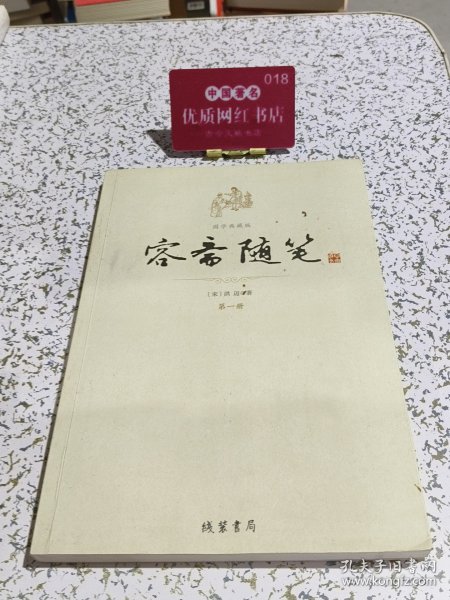 018
中国著名
优质网红书店
国学典藏版
容斋随笔
［宋］洪迈 著
第一册
线装书局
孔夫子旧书网
www.kongfz.com